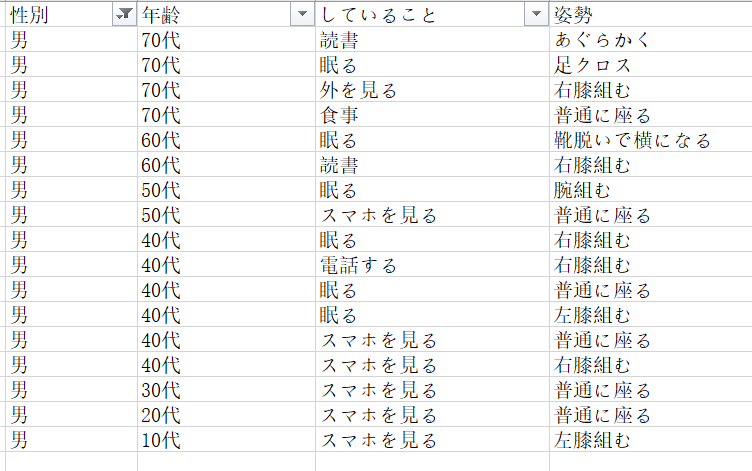 性別 年齢 していること 姿勢
男 70代 読書 あぐらかく
男 70代 眠る 足クロス
男 70代 外を見る 右膝組む
男 70代 食事 普通に座る
男 60代 眠る 靴脱いで横になる
男 60代 読書 右膝組む
男 50代 眠る 腕組む
男 50代 スマホを見る 普通に座る
男 40代 眠る 右膝組む
男 40代 電話する 右膝組む
男 40代 眠る 普通に座る
男 40代 眠る 左膝組む
男 40代 スマホを見る 普通に座る
男 40代 スマホを見る 右膝組む
男 30代 スマホを見る 普通に座る
男 20代 スマホを見る 普通に座る
男 10代 スマホを見る 左膝組む